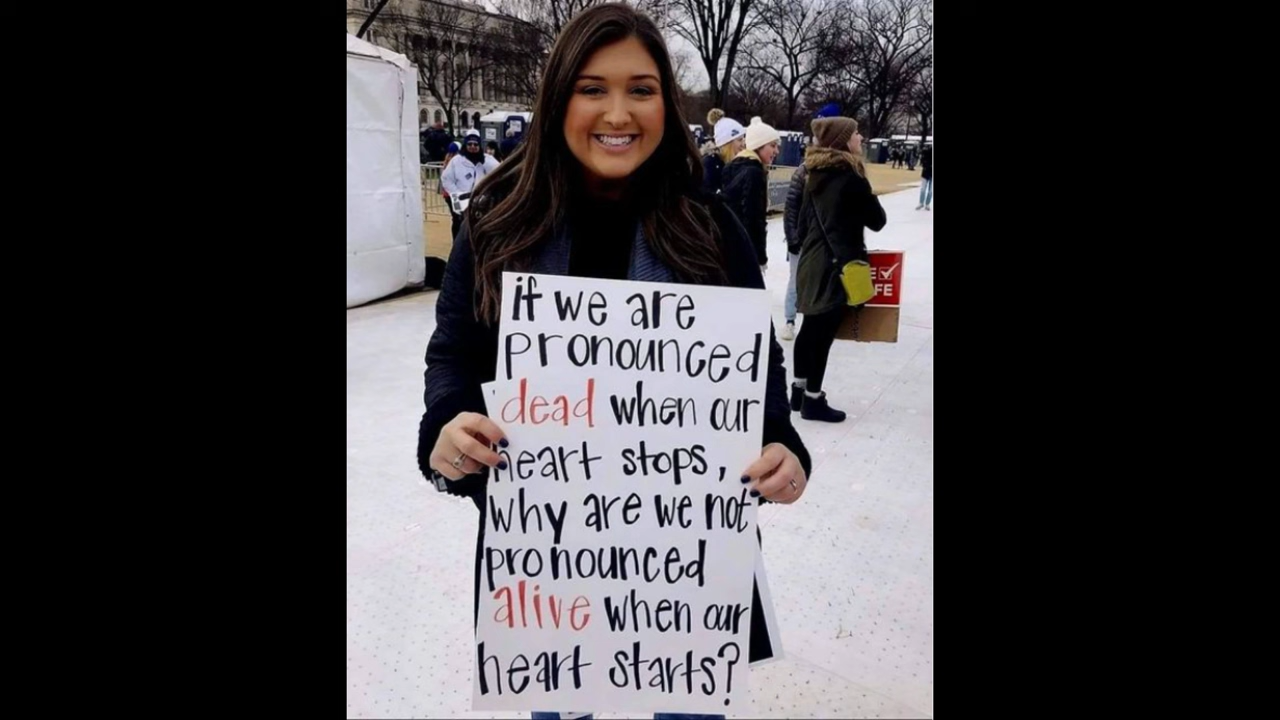 if we are
pronounced
dead when our
heart stops,
why are we not
pronounced
alive when our
heart starts?